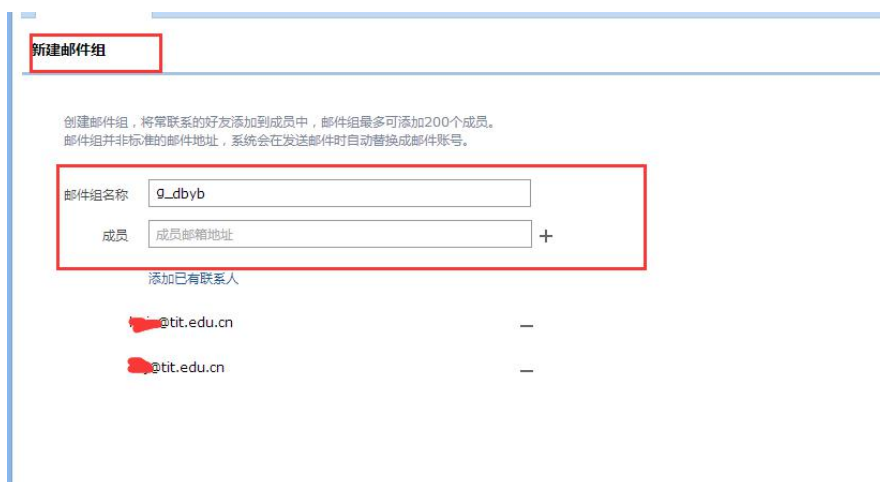 新建邮件组
创建邮件组，将常联系的好友添加到成员中，邮件组最多可添加200个成员。
邮件组并非标准的邮件地址，系统会在发送邮件时自动替换成邮件账号。
邮件组名称 g_dbyb
成员 成员邮箱地址
添加已有联系人
@tit.edu.cn
@tit.edu.cn